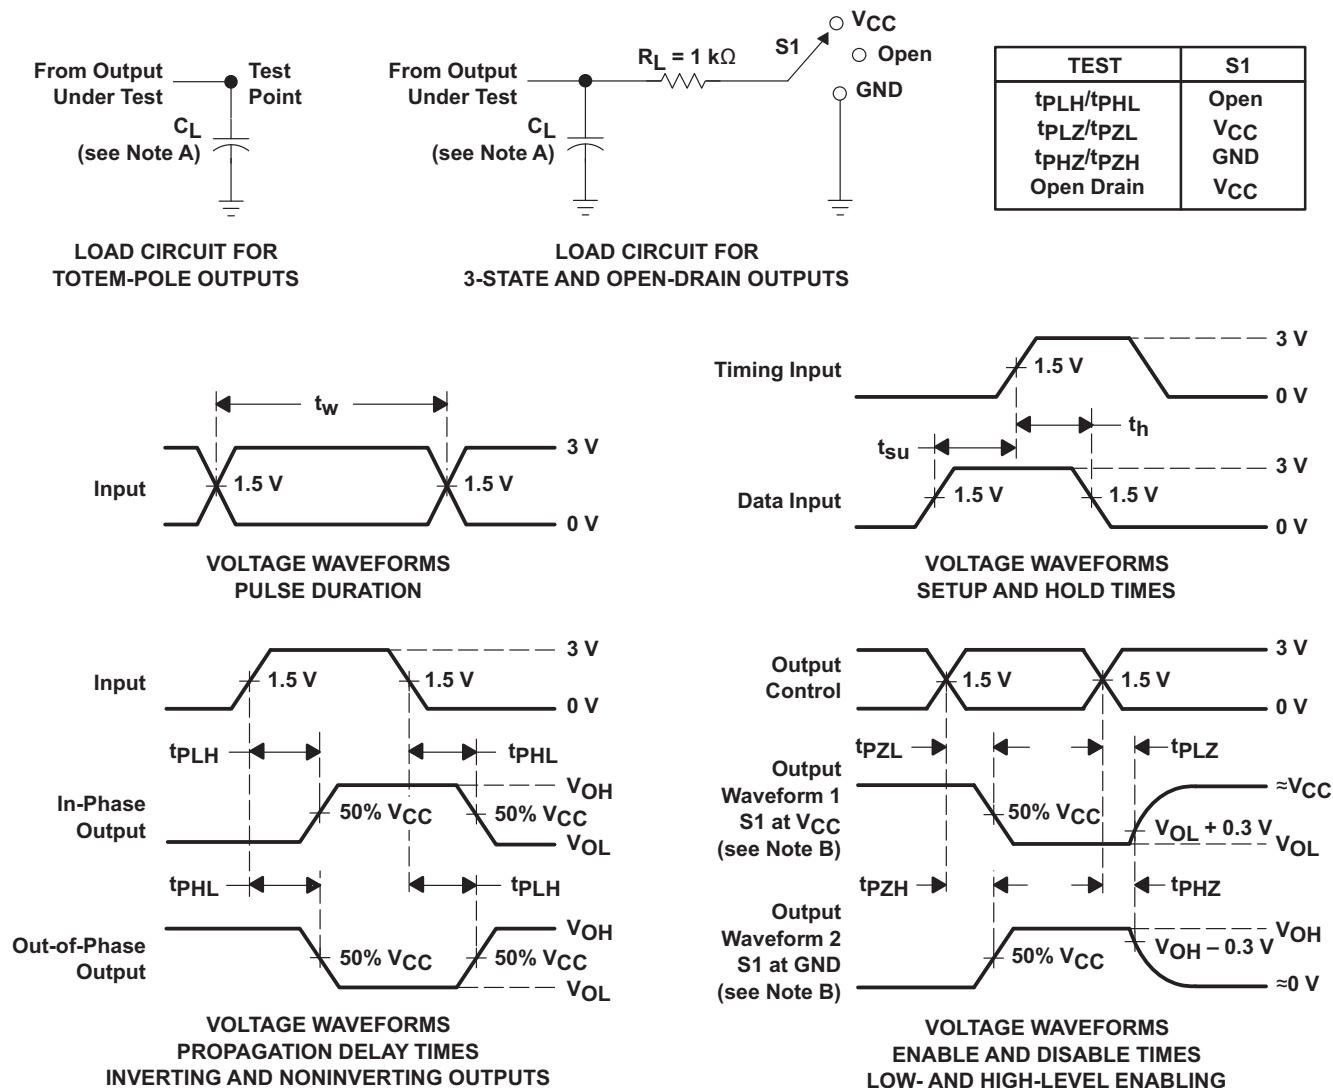 From Output
Under Test
Test
Point
CL
(see Note A)
LOAD CIRCUIT FOR
TOTEM-POLE OUTPUTS
From Output
Under Test
RL = 1 kΩ
S1
VCC
Open
GND
CL
(see Note A)
LOAD CIRCUIT FOR
3-STATE AND OPEN-DRAIN OUTPUTS
TEST S1
tPLH/tPHL Open
tPLZ/tPZL VCC
tPHZ/tPZH GND
Open Drain VCC
tw
Input
1.5 V
1.5 V
3 V
0 V
VOLTAGE WAVEFORMS
PULSE DURATION
Timing Input
1.5 V
3 V
0 V
th
tsu
Data Input
1.5 V
1.5 V
3 V
0 V
VOLTAGE WAVEFORMS
SETUP AND HOLD TIMES
Input
1.5 V
1.5 V
3 V
0 V
tPLH
tPHL
In-Phase
Output
50% VCC
50% VCC
VOH
VOL
tPHL
tPLH
Out-of-Phase
Output
50% VCC
50% VCC
VOH
VOL
VOLTAGE WAVEFORMS
PROPAGATION DELAY TIMES
INVERTING AND NONINVERTING OUTPUTS
Output
Control
1.5 V
1.5 V
3 V
0 V
tPZL
tPLZ
Output
Waveform 1
S1 at VCC
(see Note B)
50% VCC
VOL + 0.3 V
≈VCC
VOL
tPZH
tPHZ
Output
Waveform 2
S1 at GND
(see Note B)
50% VCC
VOH – 0.3 V
VOH
≈0 V
VOLTAGE WAVEFORMS
ENABLE AND DISABLE TIMES
LOW- AND HIGH-LEVEL ENABLING